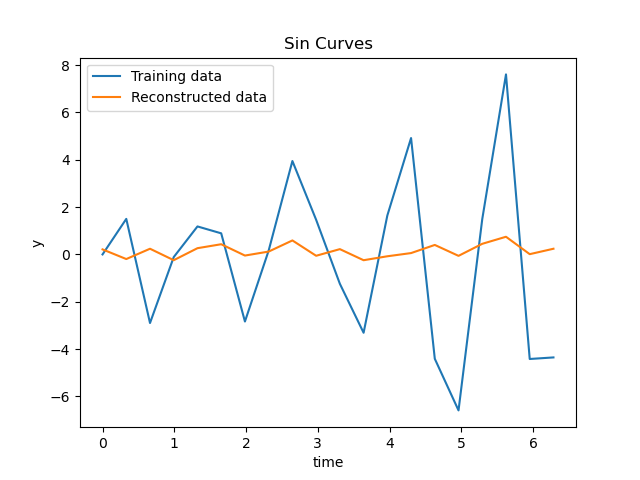 Sin Curves
Training data
Reconstructed data
8
6
4
2
0
−2
−4
−6
y
0 1 2 3 4 5 6
time